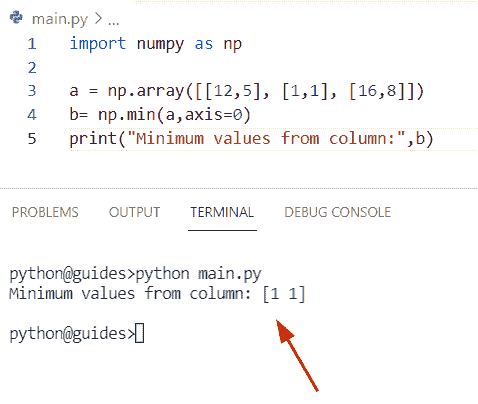 main.py > ...
1 import numpy as np
2
3 a = np.array([[12,5], [1,1], [16,8]])
4 b= np.min(a,axis=0)
5 print("Minimum values from column:",b)
PROBLEMS OUTPUT TERMINAL DEBUG CONSOLE
python@guides>python main.py
Minimum values from column: [1 1]
python@guides>